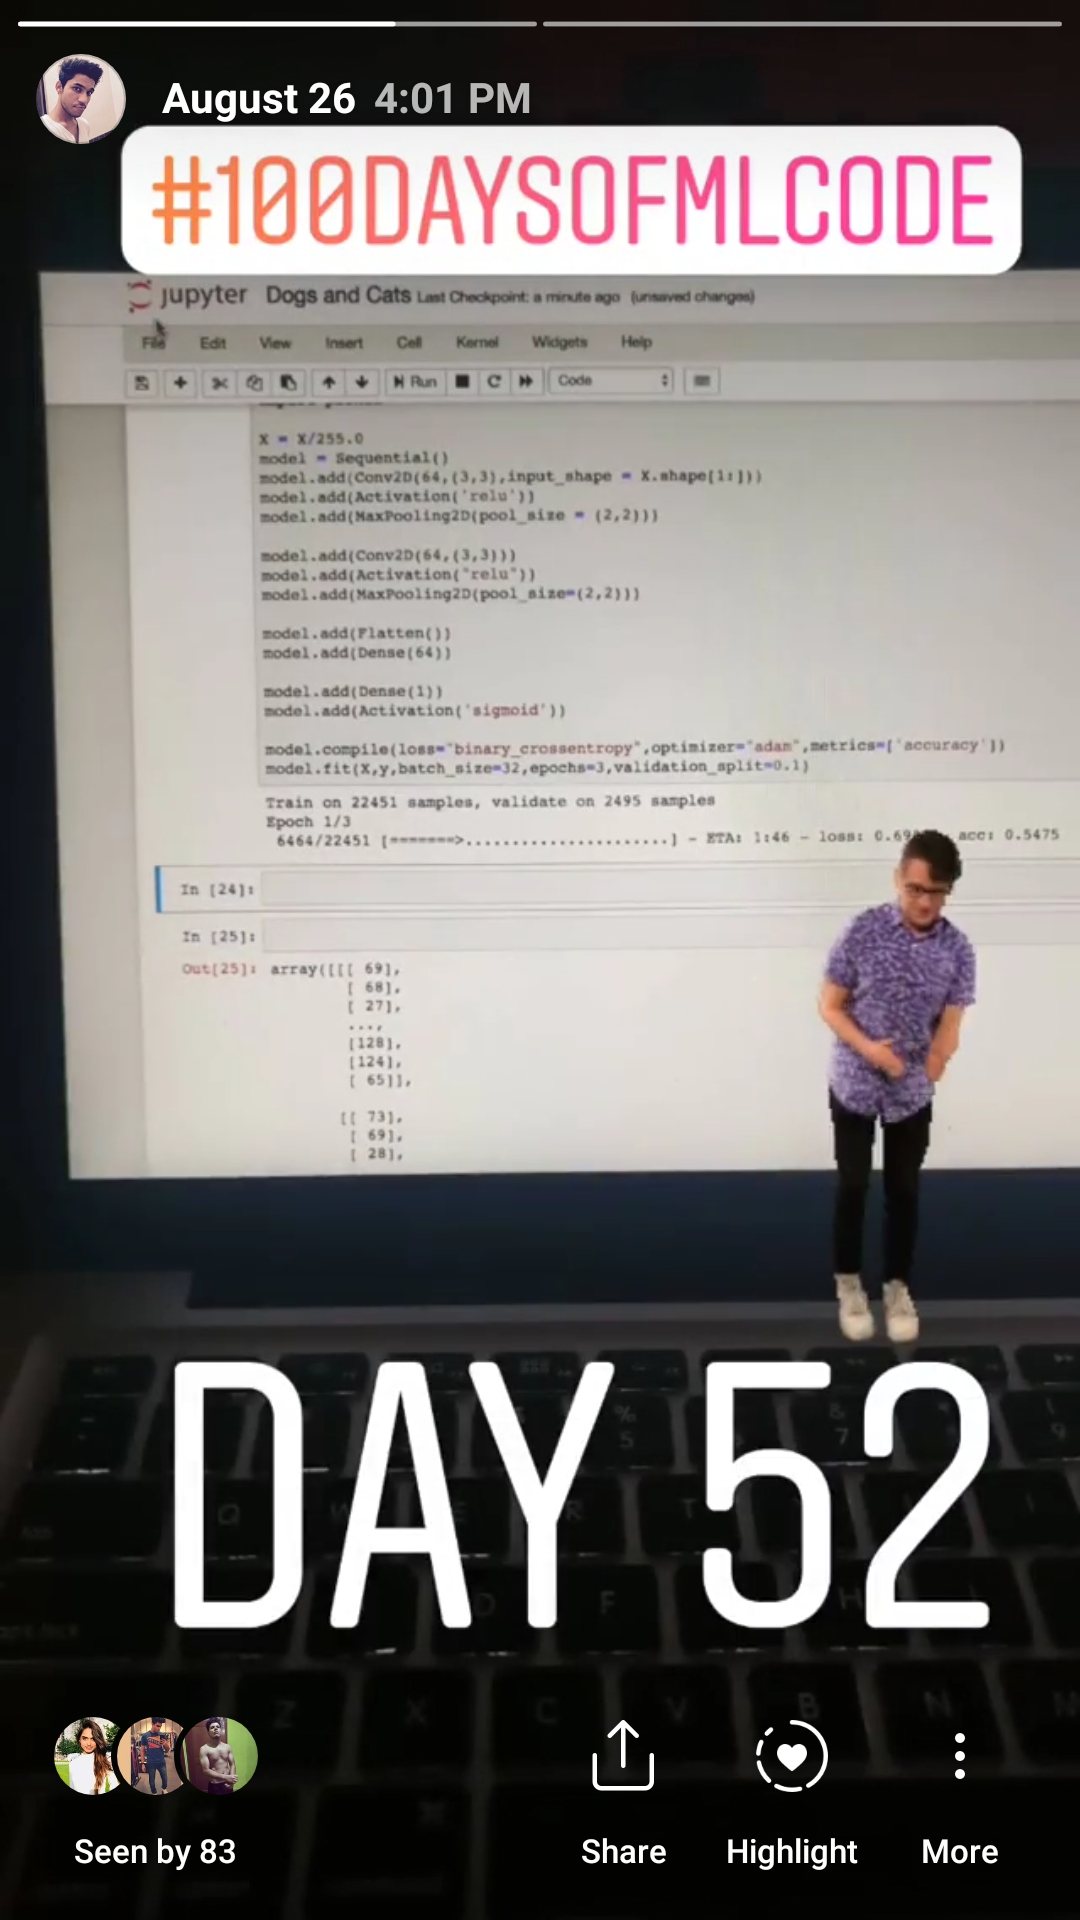 August 26 4:01 PM
#100DAYSOFMLCODE
jupyter Dogs and Cats Last Checkpoint: a minute ago (unsaved changes)
File Edit View Insert Cell Kernel Widgets Help
Run Code
X = X/255.0
model = Sequential()
model.add(Conv2D(64,(3,3),input_shape = X.shape[1:]))
model.add(Activation('relu'))
model.add(MaxPooling2D(pool_size = (2,2)))
model.add(Conv2D(64,(3,3)))
model.add(Activation("relu"))
model.add(MaxPooling2D(pool_size=(2,2)))
model.add(Flatten())
model.add(Dense(64))
model.add(Dense(1))
model.add(Activation('sigmoid'))
model.compile(loss="binary_crossentropy",optimizer="adam",metrics=['accuracy'])
model.fit(X,y,batch_size=32,epochs=3,validation_split=0.1)
Train on 22451 samples, validate on 2495 samples
Epoch 1/3
6464/22451 [=======>......................] - ETA: 1:46 - loss: acc: 0.5475
In [24]:
In [25]:
Out[25]: array([[[ 69],
[ 68],
[ 27],
...,
[128],
[124],
[ 65]],
[[ 73],
[ 69],
[ 28],
DAY 52
% 5 & 7 9
Q W E R T
D F H
Z X C V B N M
Seen by 83 Share Highlight More